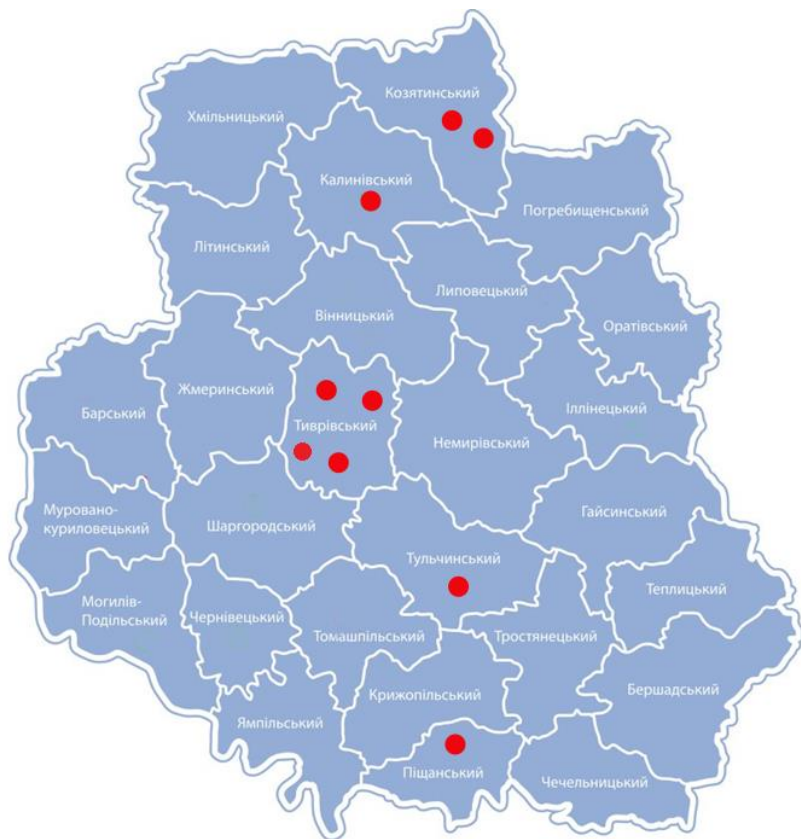 Козятинський
Хмільницький
Калинівський
Погребищенський
Літинський
Липовецький
Вінницький
Оратівський
Жмеринський
Іллінецький
Барський
Тиврівський
Немирівський
Муровано-
куриловецький
Гайсинський
Шаргородський
Тульчинський
Теплицький
Могилів-
Подільський
Чернівецький
Томашпільський
Тростянецький
Крижопільський
Бершадський
Ямпільський
Піщанський
Чечельницький